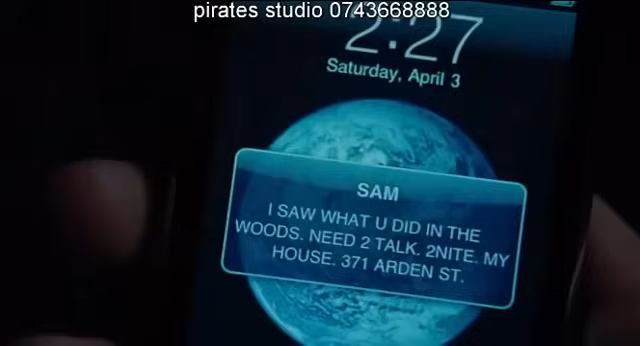 pirates studio 0743668888
2:27
Saturday, April 3
SAM
I SAW WHAT U DID IN THE
WOODS. NEED 2 TALK. 2NITE. MY
HOUSE. 371 ARDEN ST.